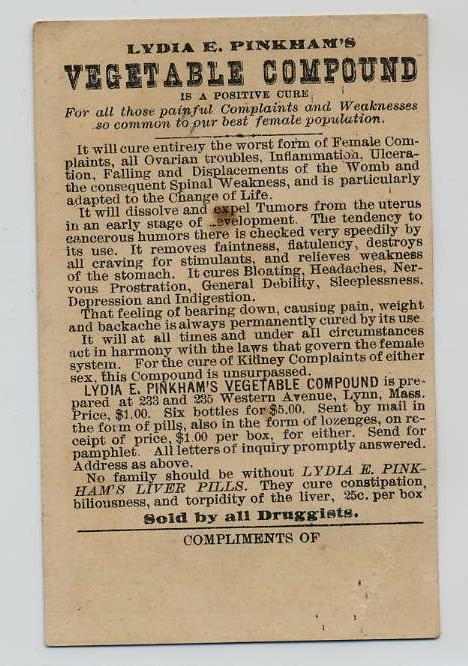 LYDIA E. PINKHAM'S
VEGETABLE COMPOUND
IS A POSITIVE CURE
For all those painful Complaints and Weaknesses
so common to our best female population.
It will cure entirely the worst form of Female Com-
plaints, all Ovarian troubles, Inflammation, Ulcera-
tion, Falling and Displacements of the Womb and
the consequent Spinal Weakness, and is particularly
adapted to the Change of Life.
It will dissolve and expel Tumors from the uterus
in an early stage of development. The tendency to
cancerous humors there is checked very speedily by
its use. It removes faintness, flatulency, destroys
all craving for stimulants, and relieves weakness
of the stomach. It cures Bloating, Headaches, Ner-
vous Prostration, General Debility, Sleeplessness,
Depression and Indigestion.
That feeling of bearing down, causing pain, weight
and backache is always permanently cured by its use
It will at all times and under all circumstances
act in harmony with the laws that govern the female
system. For the cure of Kidney Complaints of either
sex, this Compound is unsurpassed.
LYDIA E. PINKHAM'S VEGETABLE COMPOUND is pre-
pared at 233 and 235 Western Avenue, Lynn, Mass.
Price, $1.00. Six bottles for $5.00. Sent by mail in
the form of pills, also in the form of lozenges, on re-
ceipt of price, $1.00 per box, for either. Send for
pamphlet. All letters of inquiry promptly answered.
Address as above.
No family should be without LYDIA E. PINK-
HAM'S LIVER PILLS. They cure constipation,
biliousness, and torpidity of the liver, 25c. per box
Sold by all Druggists.
COMPLIMENTS OF